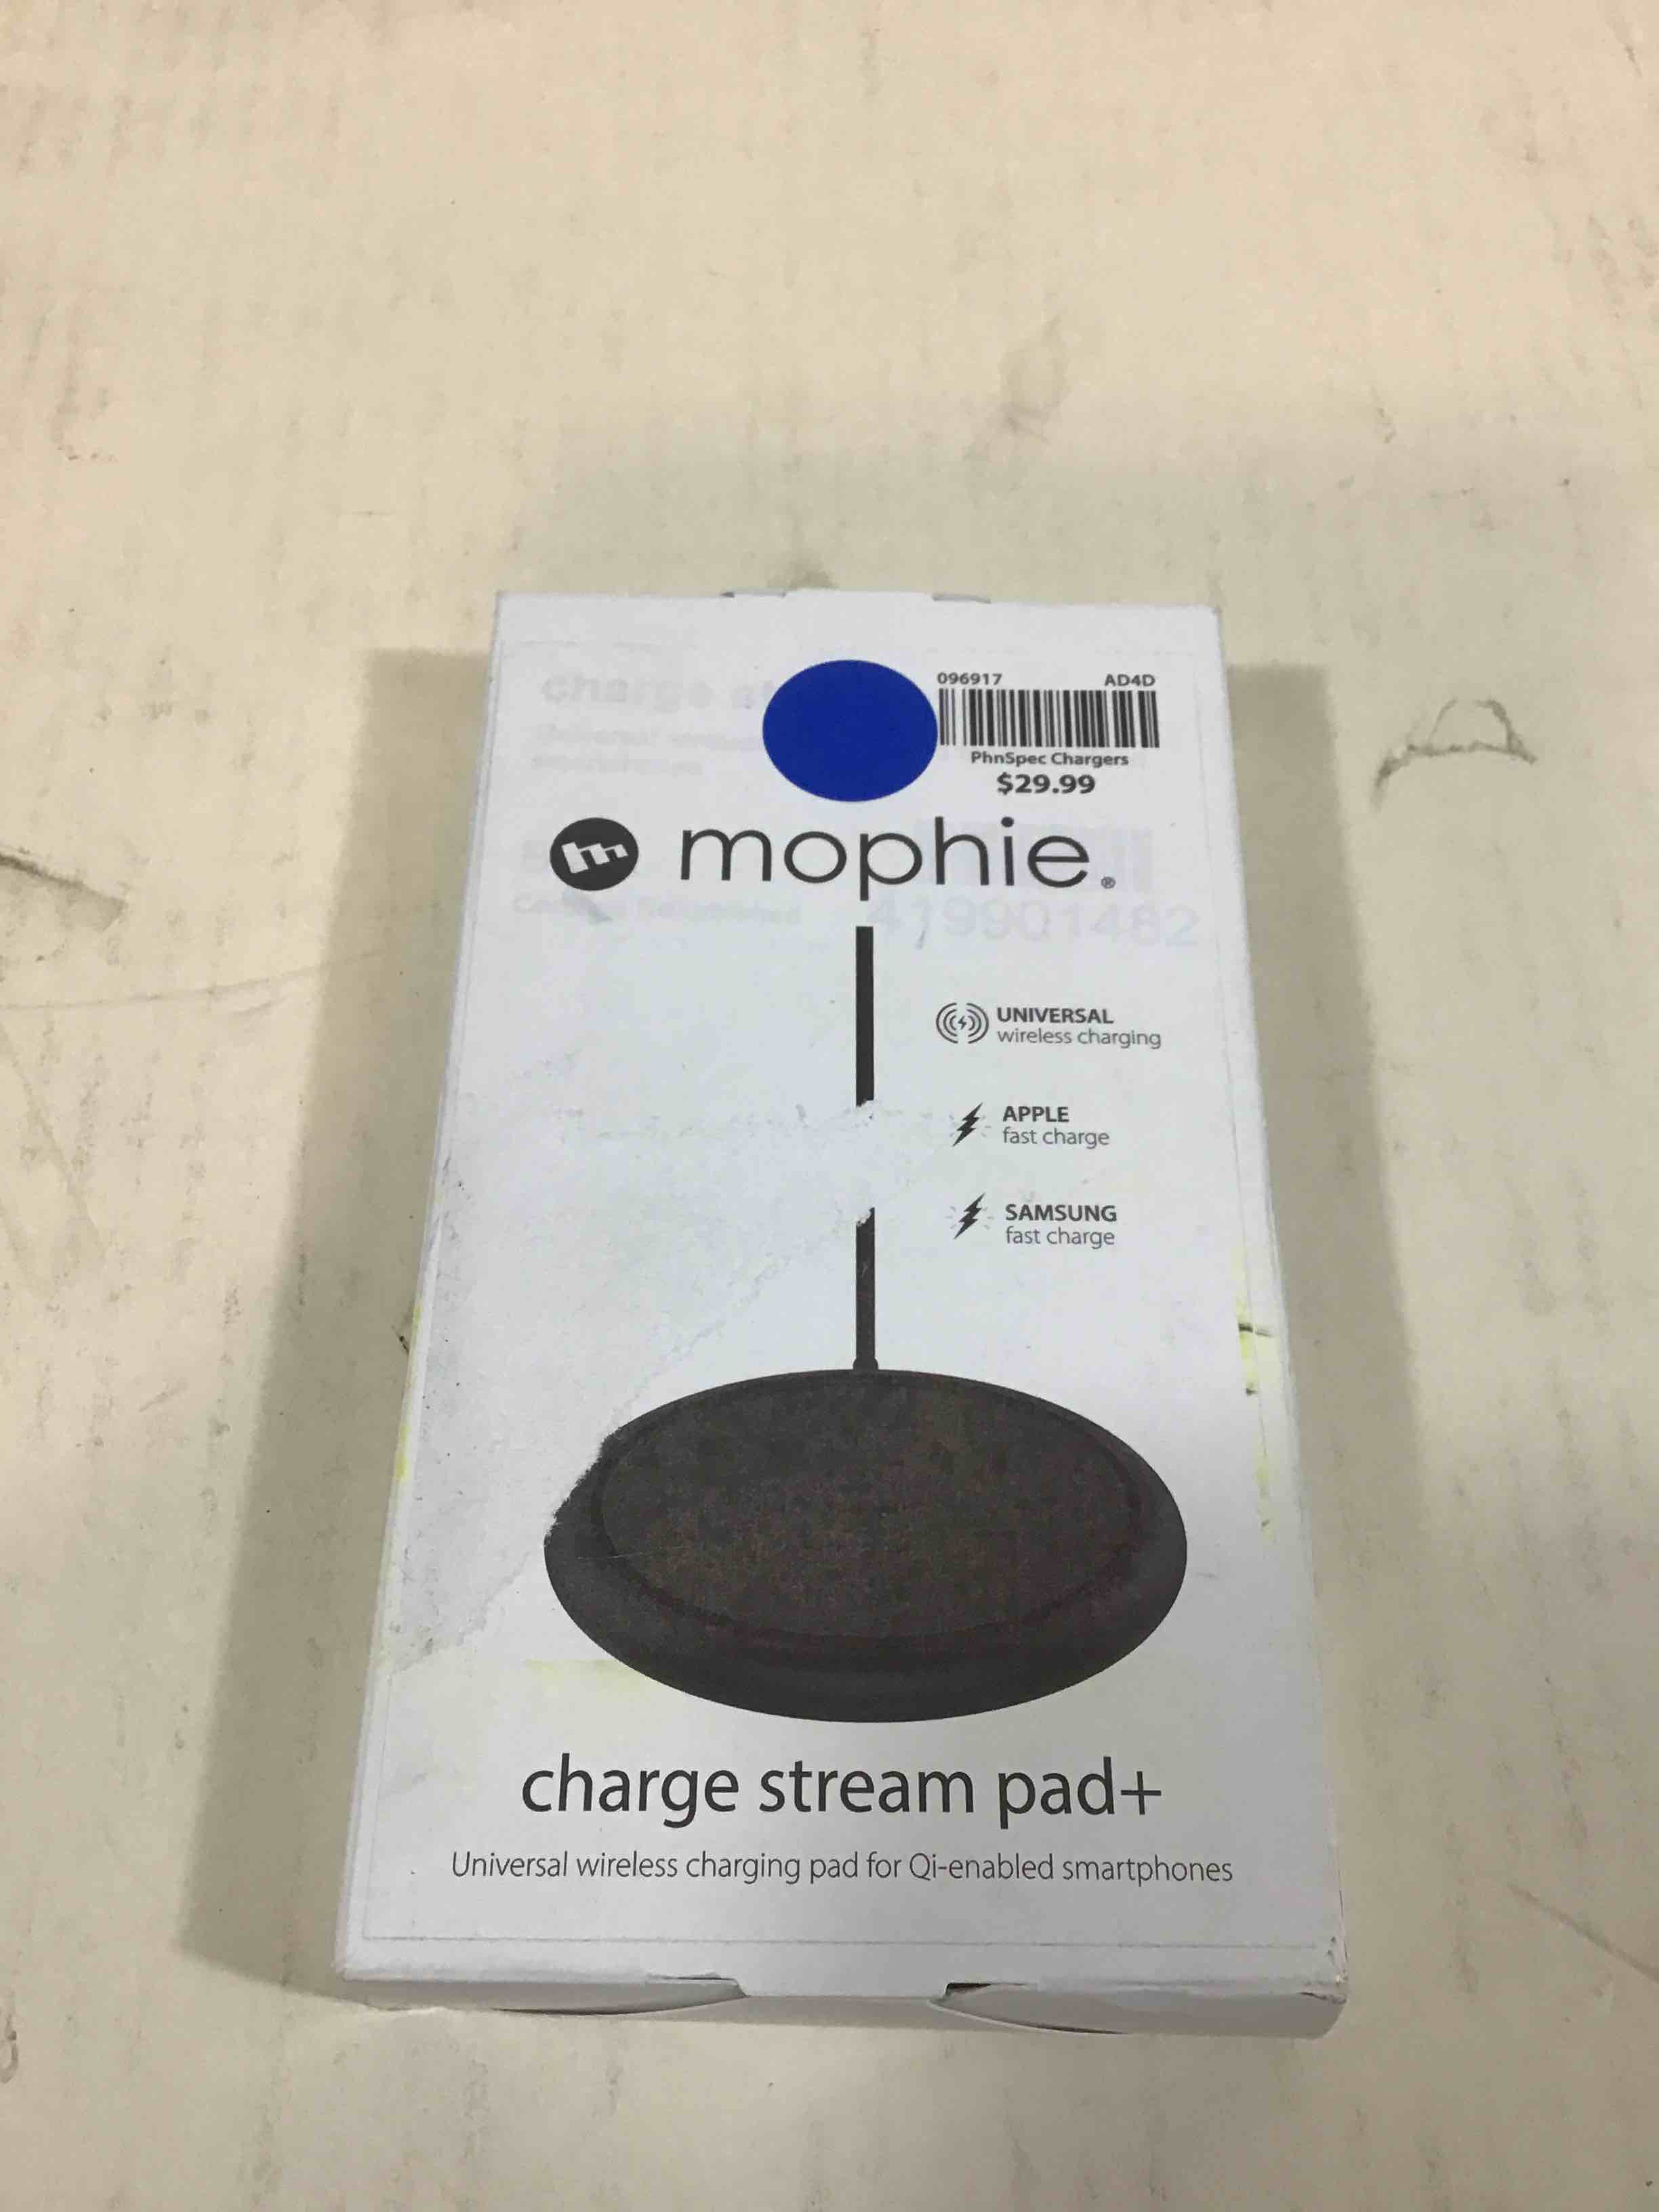 096917 AD4D
PhnSpec Chargers
$29.99
mophie®
419901482
UNIVERSAL
wireless charging
APPLE
fast charge
SAMSUNG
fast charge
charge stream pad+
Universal wireless charging pad for Qi-enabled smartphones